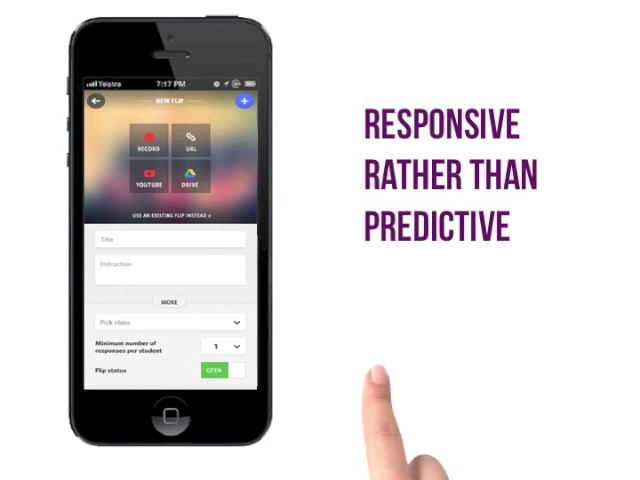 Telstra 7:17 PM
NEW FLIP
RECORD URL
YOUTUBE DRIVE
USE AN EXISTING FLIP INSTEAD »
Title
Instruction
MORE
Pick class
Minimum number of
responses per student 1
Flip status OPEN
RESPONSIVE
RATHER THAN
PREDICTIVE